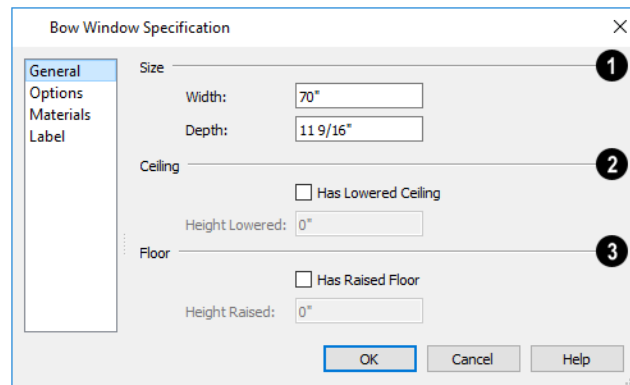 Bow Window Specification
General
Options
Materials
Label
Size
1
Width: 70"
Depth: 11 9/16"
Ceiling
2
Has Lowered Ceiling
Height Lowered: 0"
Floor
3
Has Raised Floor
Height Raised: 0"
OK Cancel Help